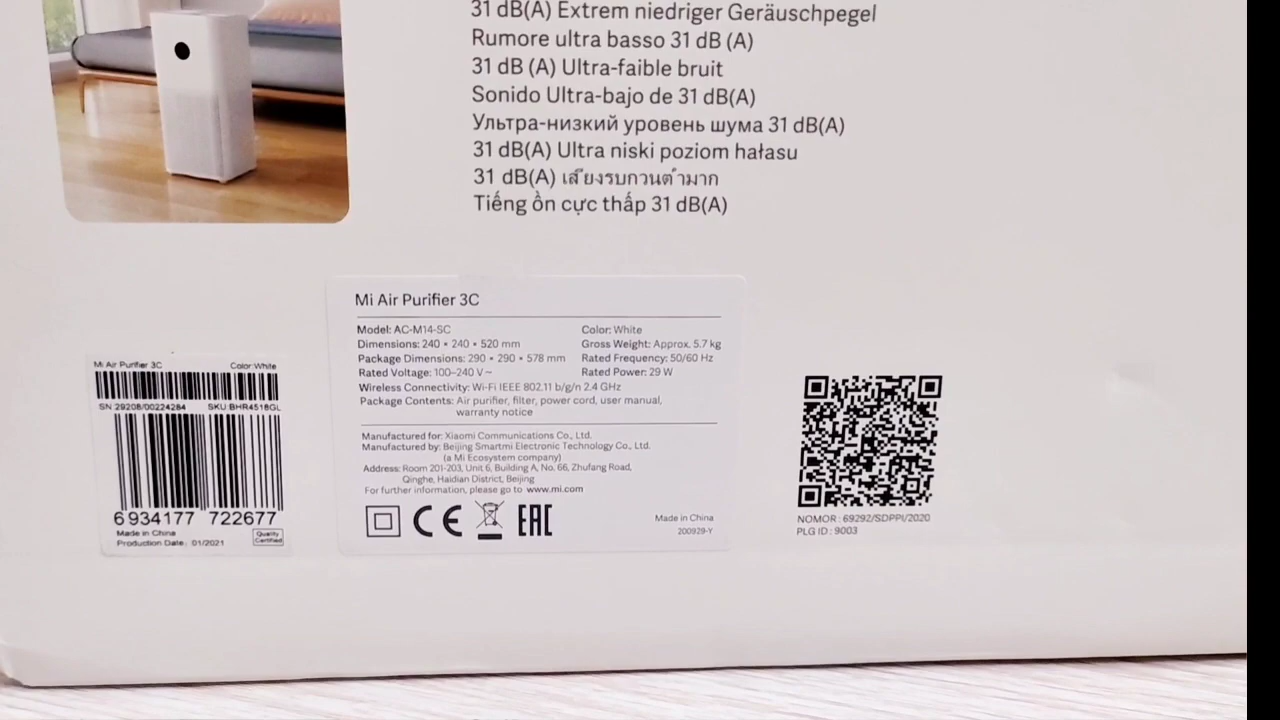 31 dB(A) Extrem niedriger Geräuschpegel
Rumore ultra basso 31 dB (A)
31 dB (A) Ultra-faible bruit
Sonido Ultra-bajo de 31 dB(A)
Ультра-низкий уровень шума 31 dB(A)
31 dB(A) Ultra niski poziom hałasu
31 dB(A) เสียงรบกวนต่ำมาก
Tiếng ồn cực thấp 31 dB(A)
Mi Air Purifier 3C
Model: AC-M14-SC
Dimensions: 240 × 240 × 520 mm
Package Dimensions: 290 × 290 × 578 mm
Rated Voltage: 100–240 V ~
Color: White
Gross Weight: Approx. 5.7 kg
Rated Frequency: 50/60 Hz
Rated Power: 29 W
Wireless Connectivity: Wi-Fi IEEE 802.11 b/g/n 2.4 GHz
Package Contents: Air purifier, filter, power cord, user manual,
warranty notice
Manufactured for: Xiaomi Communications Co., Ltd.
Manufactured by: Beijing Smartmi Electronic Technology Co., Ltd.
(a Mi Ecosystem company)
Address: Room 201-203, Unit 6, Building A, No. 66, Zhufang Road,
Qinghe, Haidian District, Beijing
For further information, please go to www.mi.com
CE EAC
Made in China
200929-Y
Mi Air Purifier 3C Color:White
SN:29208/00224284 SKU:BHR4518GL
6 934177 722677
Made in China
Production Date: 01/2021
Quality
Certified
NOMOR : 69292/SDPPI/2020
PLG ID : 9003